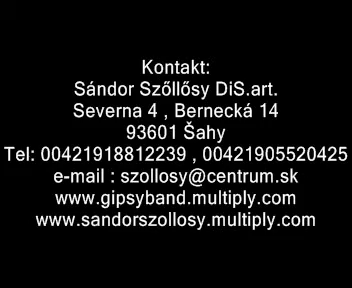 Kontakt:
Sándor Szőllősy DiS.art.
Severna 4 , Bernecká 14
93601 Šahy
Tel: 00421918812239 , 00421905520425
e-mail : szollosy@centrum.sk
www.gipsyband.multiply.com
www.sandorszollosy.multiply.com